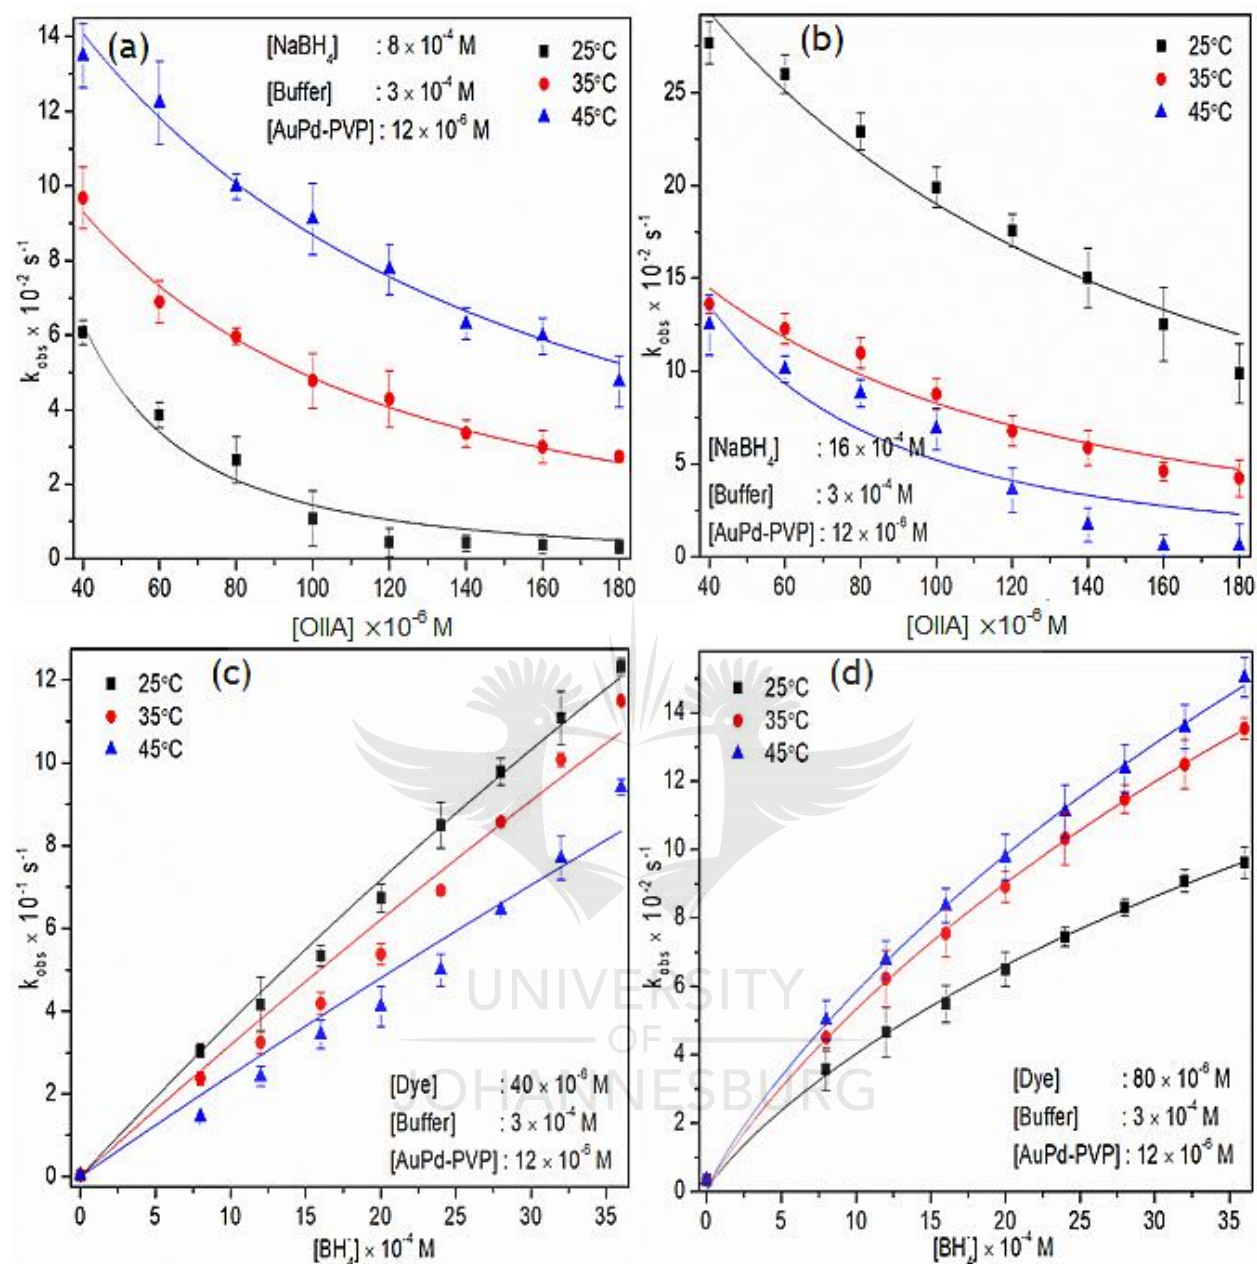 (a)
[NaBH₄] : 8 × 10⁻⁴ M
[Buffer] : 3 × 10⁻⁴ M
[AuPd-PVP] : 12 × 10⁻⁶ M
25°C
35°C
45°C
14
12
10
8
6
4
2
0
k_obs × 10⁻² s⁻¹
40 60 80 100 120 140 160 180
[OIIA] ×10⁻⁶ M
(b)
25°C
35°C
45°C
25
20
15
10
5
0
k_obs × 10⁻² s⁻¹
[NaBH₄] : 16 × 10⁻⁴ M
[Buffer] : 3 × 10⁻⁴ M
[AuPd-PVP] : 12 × 10⁻⁶ M
40 60 80 100 120 140 160 180
[OIIA] ×10⁻⁶ M
(c)
25°C
35°C
45°C
12
10
8
6
4
2
0
k_obs × 10⁻¹ s⁻¹
[Dye] : 40 × 10⁻⁶ M
[Buffer] : 3 × 10⁻⁴ M
[AuPd-PVP] : 12 × 10⁻⁶ M
0 5 10 15 20 25 30 35
[BH₄⁻] × 10⁻⁴ M
(d)
25°C
35°C
45°C
14
12
10
8
6
4
2
0
k_obs × 10⁻² s⁻¹
[Dye] : 80 × 10⁻⁶ M
[Buffer] : 3 × 10⁻⁴ M
[AuPd-PVP] : 12 × 10⁻⁶ M
0 5 10 15 20 25 30 35
[BH₄⁻] × 10⁻⁴ M
UNIVERSITY
OF
JOHANNESBURG